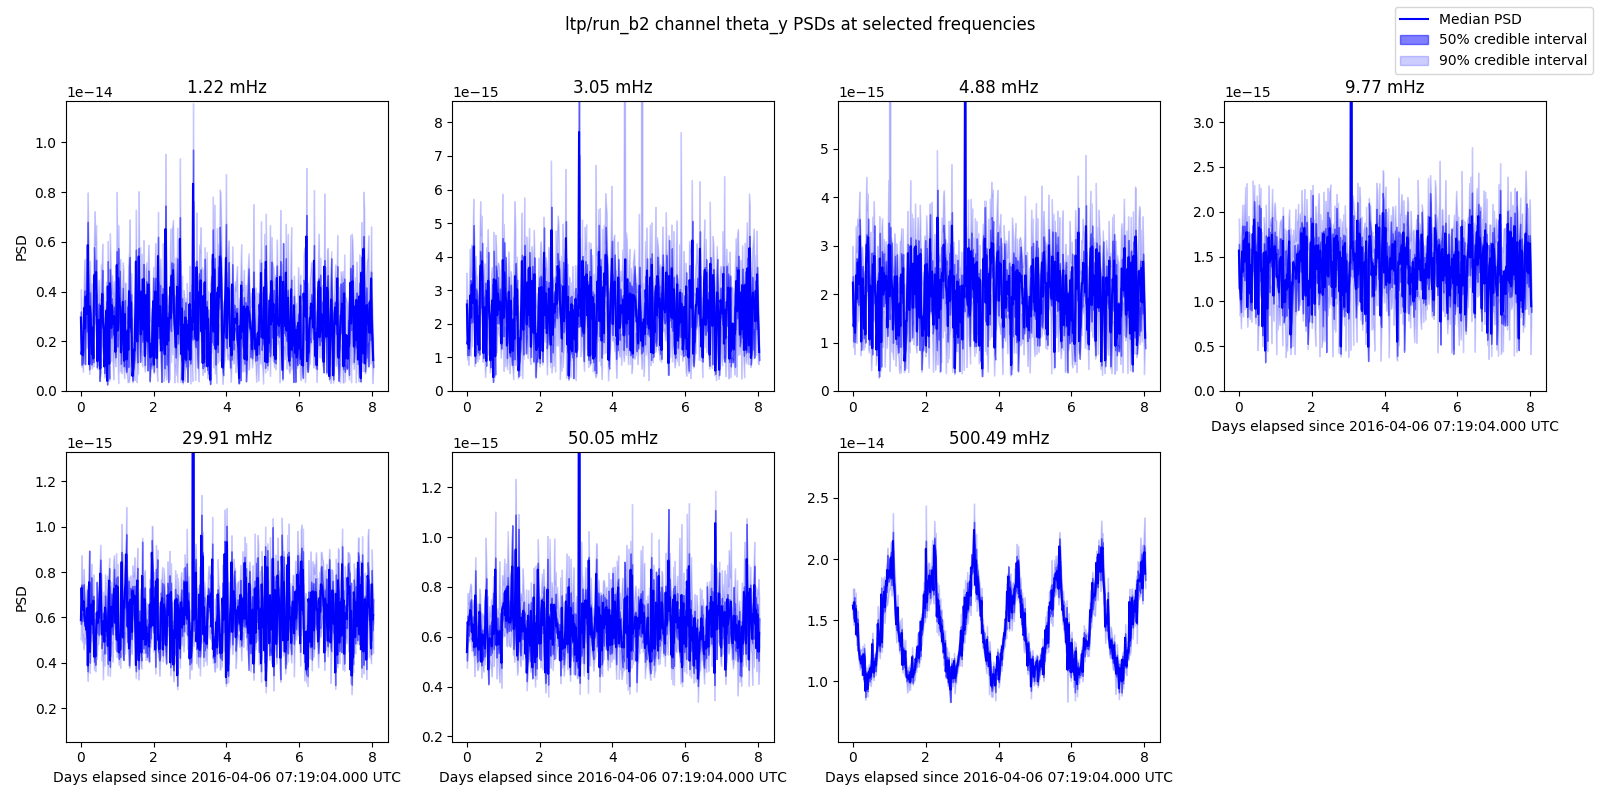 ltp/run_b2 channel theta_y PSDs at selected frequencies
Median PSD
50% credible interval
90% credible interval
1.22 mHz
1e−14
PSD
1.0
0.8
0.6
0.4
0.2
0.0
0 2 4 6 8
3.05 mHz
1e−15
8
7
6
5
4
3
2
1
0
0 2 4 6 8
4.88 mHz
1e−15
5
4
3
2
1
0
0 2 4 6 8
9.77 mHz
1e−15
3.0
2.5
2.0
1.5
1.0
0.5
0.0
0 2 4 6 8
Days elapsed since 2016-04-06 07:19:04.000 UTC
29.91 mHz
1e−15
PSD
1.2
1.0
0.8
0.6
0.4
0.2
0 2 4 6 8
Days elapsed since 2016-04-06 07:19:04.000 UTC
50.05 mHz
1e−15
1.2
1.0
0.8
0.6
0.4
0.2
0 2 4 6 8
Days elapsed since 2016-04-06 07:19:04.000 UTC
500.49 mHz
1e−14
2.5
2.0
1.5
1.0
0 2 4 6 8
Days elapsed since 2016-04-06 07:19:04.000 UTC